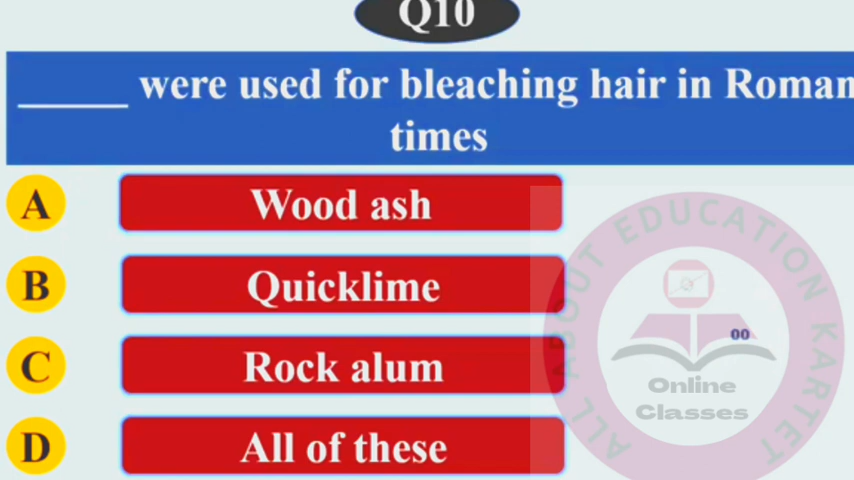 Q10
______ were used for bleaching hair in Roman
times
A Wood ash
B Quicklime
C Rock alum
D All of these
ALL ABOUT EDUCATION KARTET
00
Online
Classes